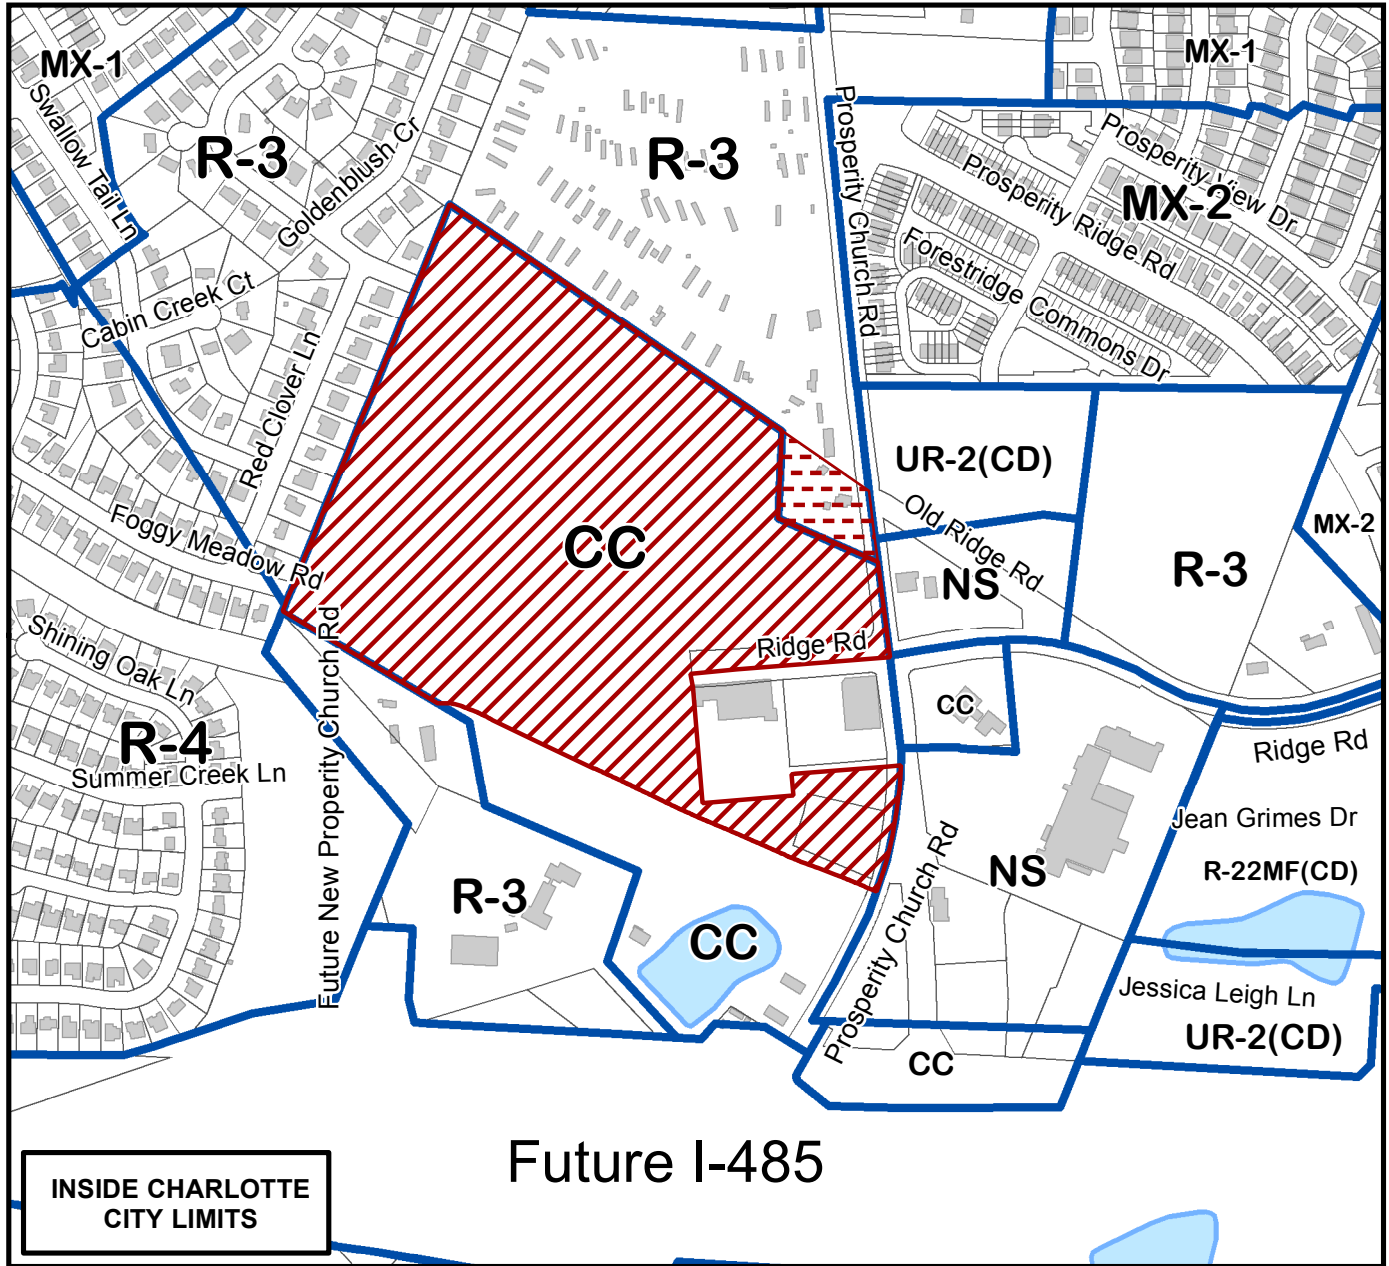 MX-1
MX-1
Swallow Tail Ln
R-3
Goldenblush Cr
R-3
Prosperity Church Rd
Prosperity View Dr
Prosperity Ridge Rd
MX-2
Forestridge Commons Dr
Cabin Creek Ct
Red Clover Ln
UR-2(CD)
Foggy Meadow Rd
CC
Old Ridge Rd
MX-2
R-3
NS
Shining Oak Ln
Future New Properity Church Rd
Ridge Rd
CC
R-4
Summer Creek Ln
Ridge Rd
Jean Grimes Dr
R-22MF(CD)
NS
R-3
Prosperity Church Rd
CC
Jessica Leigh Ln
UR-2(CD)
CC
Future I-485
INSIDE CHARLOTTE
CITY LIMITS